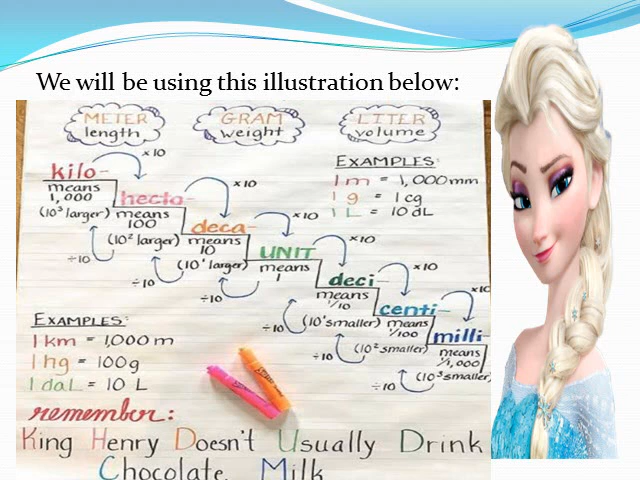 We will be using this illustration below:
METER
length
GRAM
weight
LITER
volume
kilo-
means
1,000
(10³ larger)
x10
hecto-
means
100
(10² larger)
x10
deca-
means
10
(10¹ larger)
x10
UNIT
means
1
x10
deci-
means
1/10
(10¹ smaller)
x10
centi-
means
1/100
(10² smaller)
x10
milli-
means
1/1,000
(10³ smaller)
÷10
÷10
÷10
÷10
÷10
÷10
EXAMPLES:
1 m = 1,000 mm
1 g = 1 cg
1 L = 10 dL
EXAMPLES:
1 km = 1,000 m
1 hg = 100g
1 daL = 10 L
remember:
King Henry Doesn't Usually Drink
Chocolate Milk